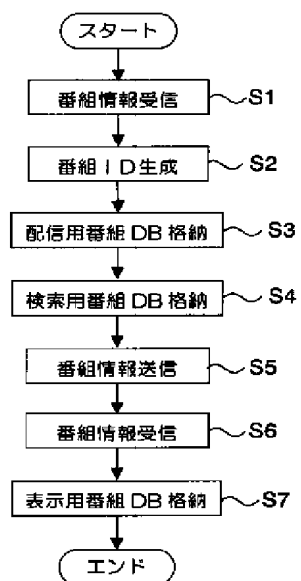 スタート
番組情報受信 S1
番組ID生成 S2
配信用番組DB格納 S3
検索用番組DB格納 S4
番組情報送信 S5
番組情報受信 S6
表示用番組DB格納 S7
エンド